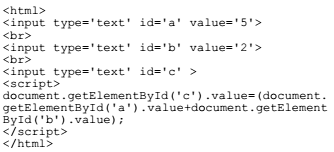 <html>
<input type='text' id='a' value='5'>
<br>
<input type='text' id='b' value='2'>
<br>
<input type='text' id='c' >
<script>
document.getElementById('c').value=(document.
getElementById('a').value+document.getElement
ById('b').value);
</script>
</html>